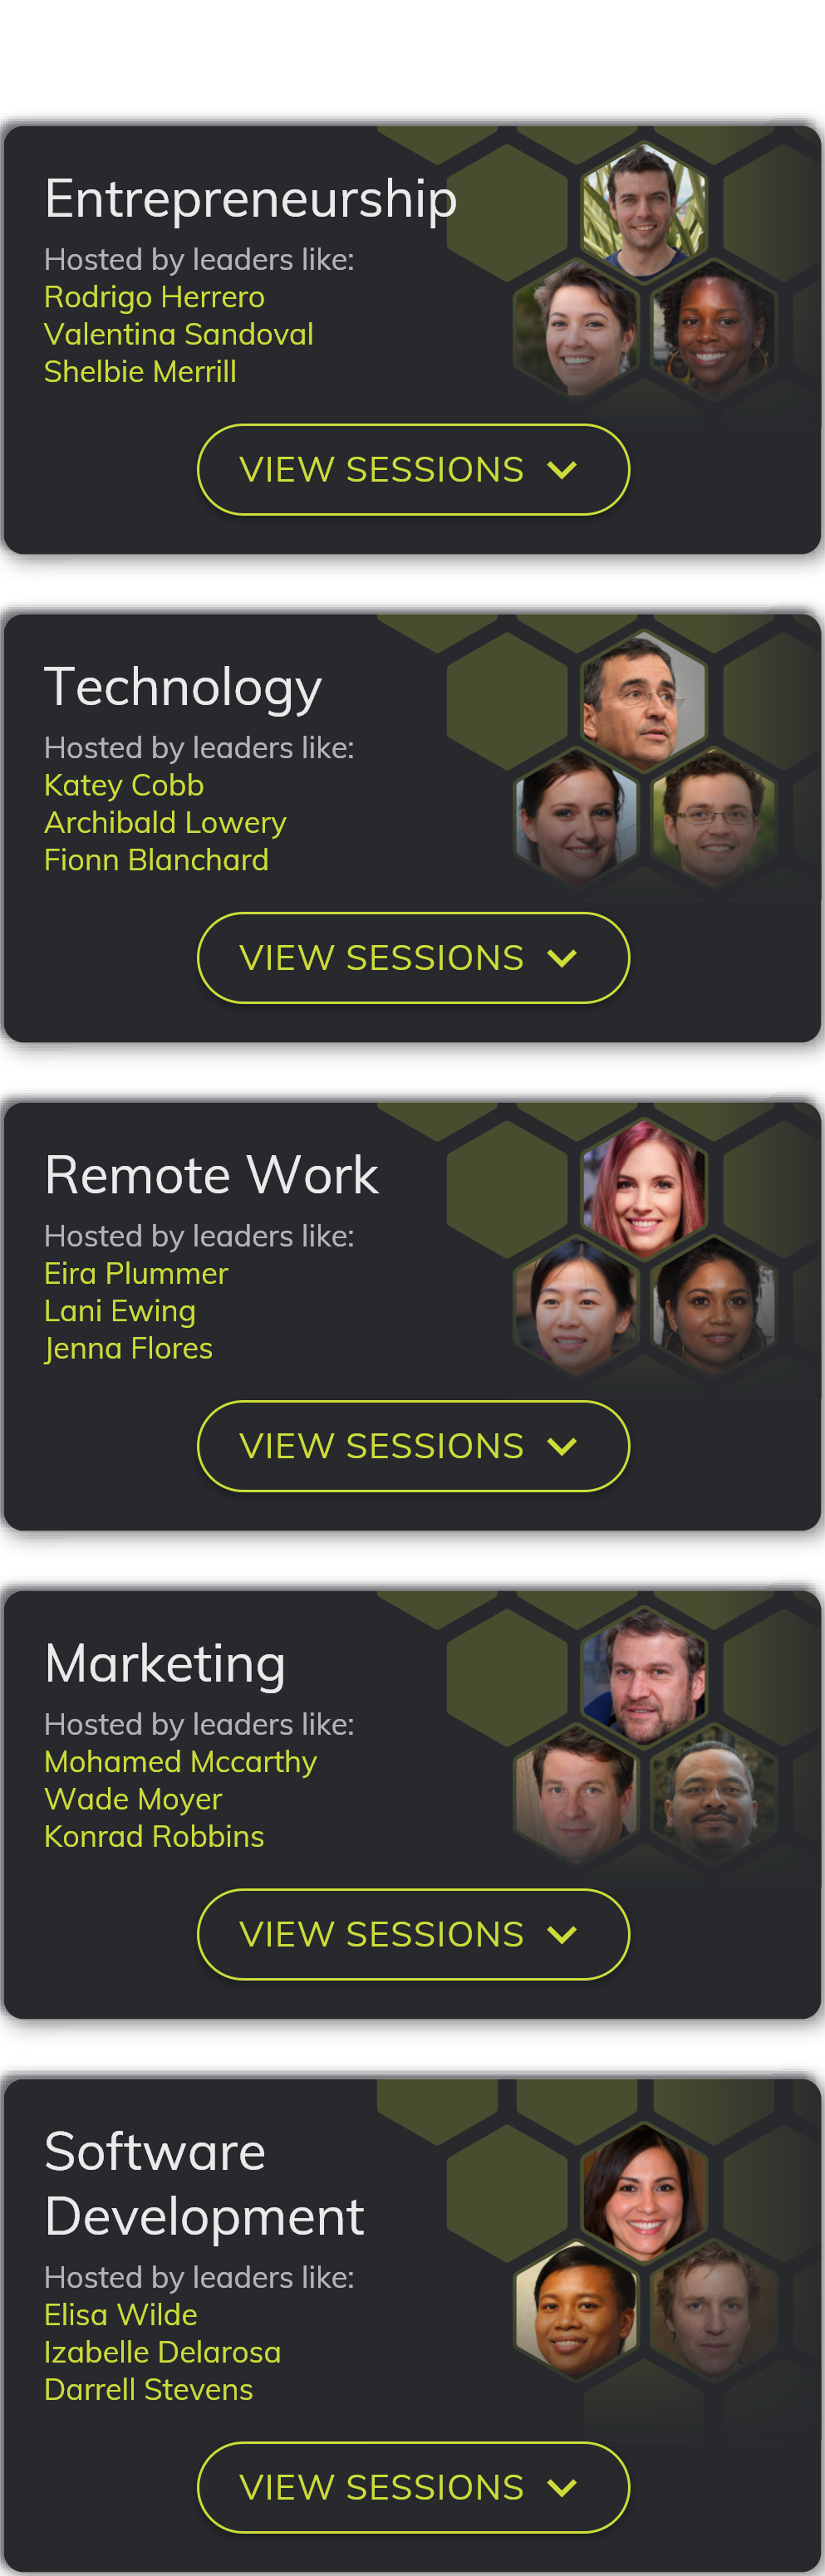 Entrepreneurship
Hosted by leaders like:
Rodrigo Herrero
Valentina Sandoval
Shelbie Merrill
VIEW SESSIONS
Technology
Hosted by leaders like:
Katey Cobb
Archibald Lowery
Fionn Blanchard
VIEW SESSIONS
Remote Work
Hosted by leaders like:
Eira Plummer
Lani Ewing
Jenna Flores
VIEW SESSIONS
Marketing
Hosted by leaders like:
Mohamed Mccarthy
Wade Moyer
Konrad Robbins
VIEW SESSIONS
Software
Development
Hosted by leaders like:
Elisa Wilde
Izabelle Delarosa
Darrell Stevens
VIEW SESSIONS